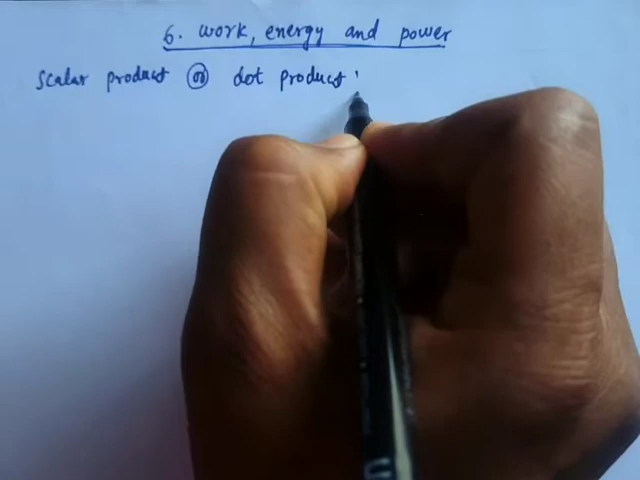 6. work, energy and power
scalar product or dot product